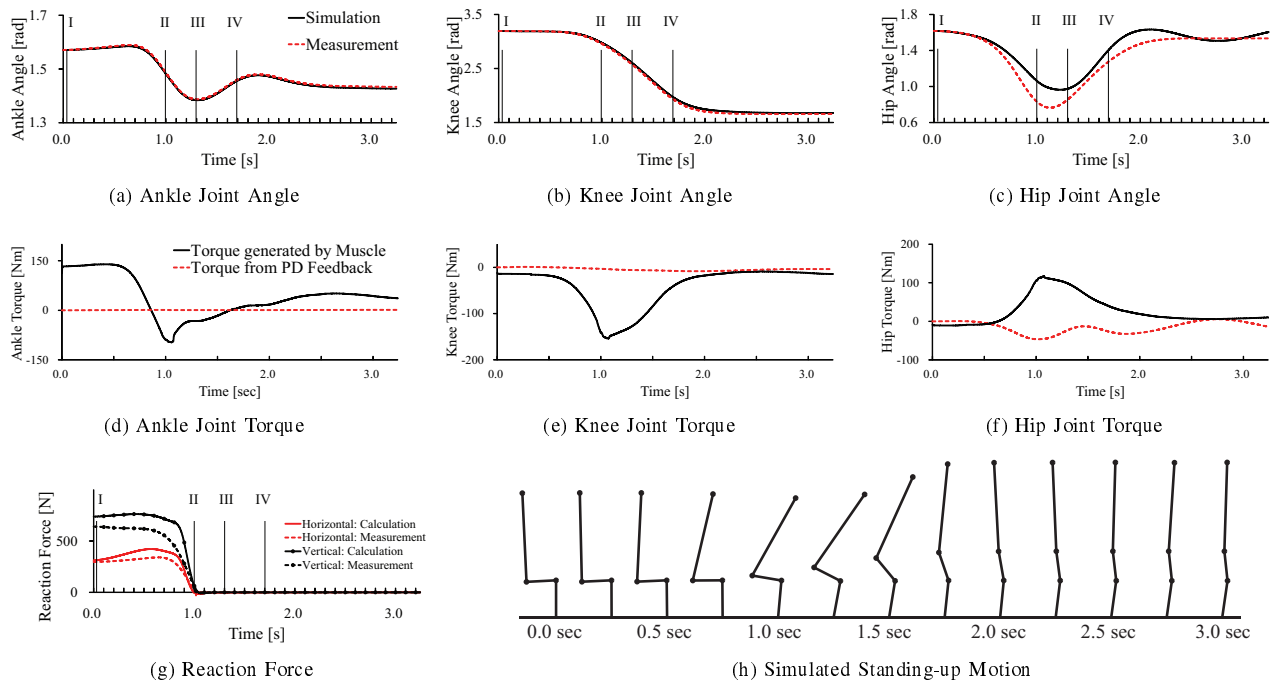 1.7
1.5
1.3
Ankle Angle [rad]
I
II
III
IV
Simulation
Measurement
0.0
1.0
2.0
3.0
Time [s]
(a) Ankle Joint Angle
3.5
2.5
1.5
Knee Angle [rad]
I
II
III
IV
0.0
1.0
2.0
3.0
Time [s]
(b) Knee Joint Angle
1.8
1.4
1.0
0.6
Hip Angle [rad]
I
II
III
IV
0.0
1.0
2.0
3.0
Time [s]
(c) Hip Joint Angle
150
0
-150
Ankle Torque [Nm]
Torque generated by Muscle
Torque from PD Feedback
0.0
1.0
2.0
3.0
Time [sec]
(d) Ankle Joint Torque
0
-100
-200
Knee Torque [Nm]
0.0
1.0
2.0
3.0
Time [s]
(e) Knee Joint Torque
200
100
0
-100
Hip Torque [Nm]
0.0
1.0
2.0
3.0
Time [s]
(f) Hip Joint Torque
500
0
Reaction Force [N]
I
II
III
IV
Horizontal: Calculation
Horizontal: Measurement
Vertical: Calculation
Vertical: Measurement
0.0
1.0
2.0
3.0
Time [s]
(g) Reaction Force
0.0 sec
0.5 sec
1.0 sec
1.5 sec
2.0 sec
2.5 sec
3.0 sec
(h) Simulated Standing-up Motion